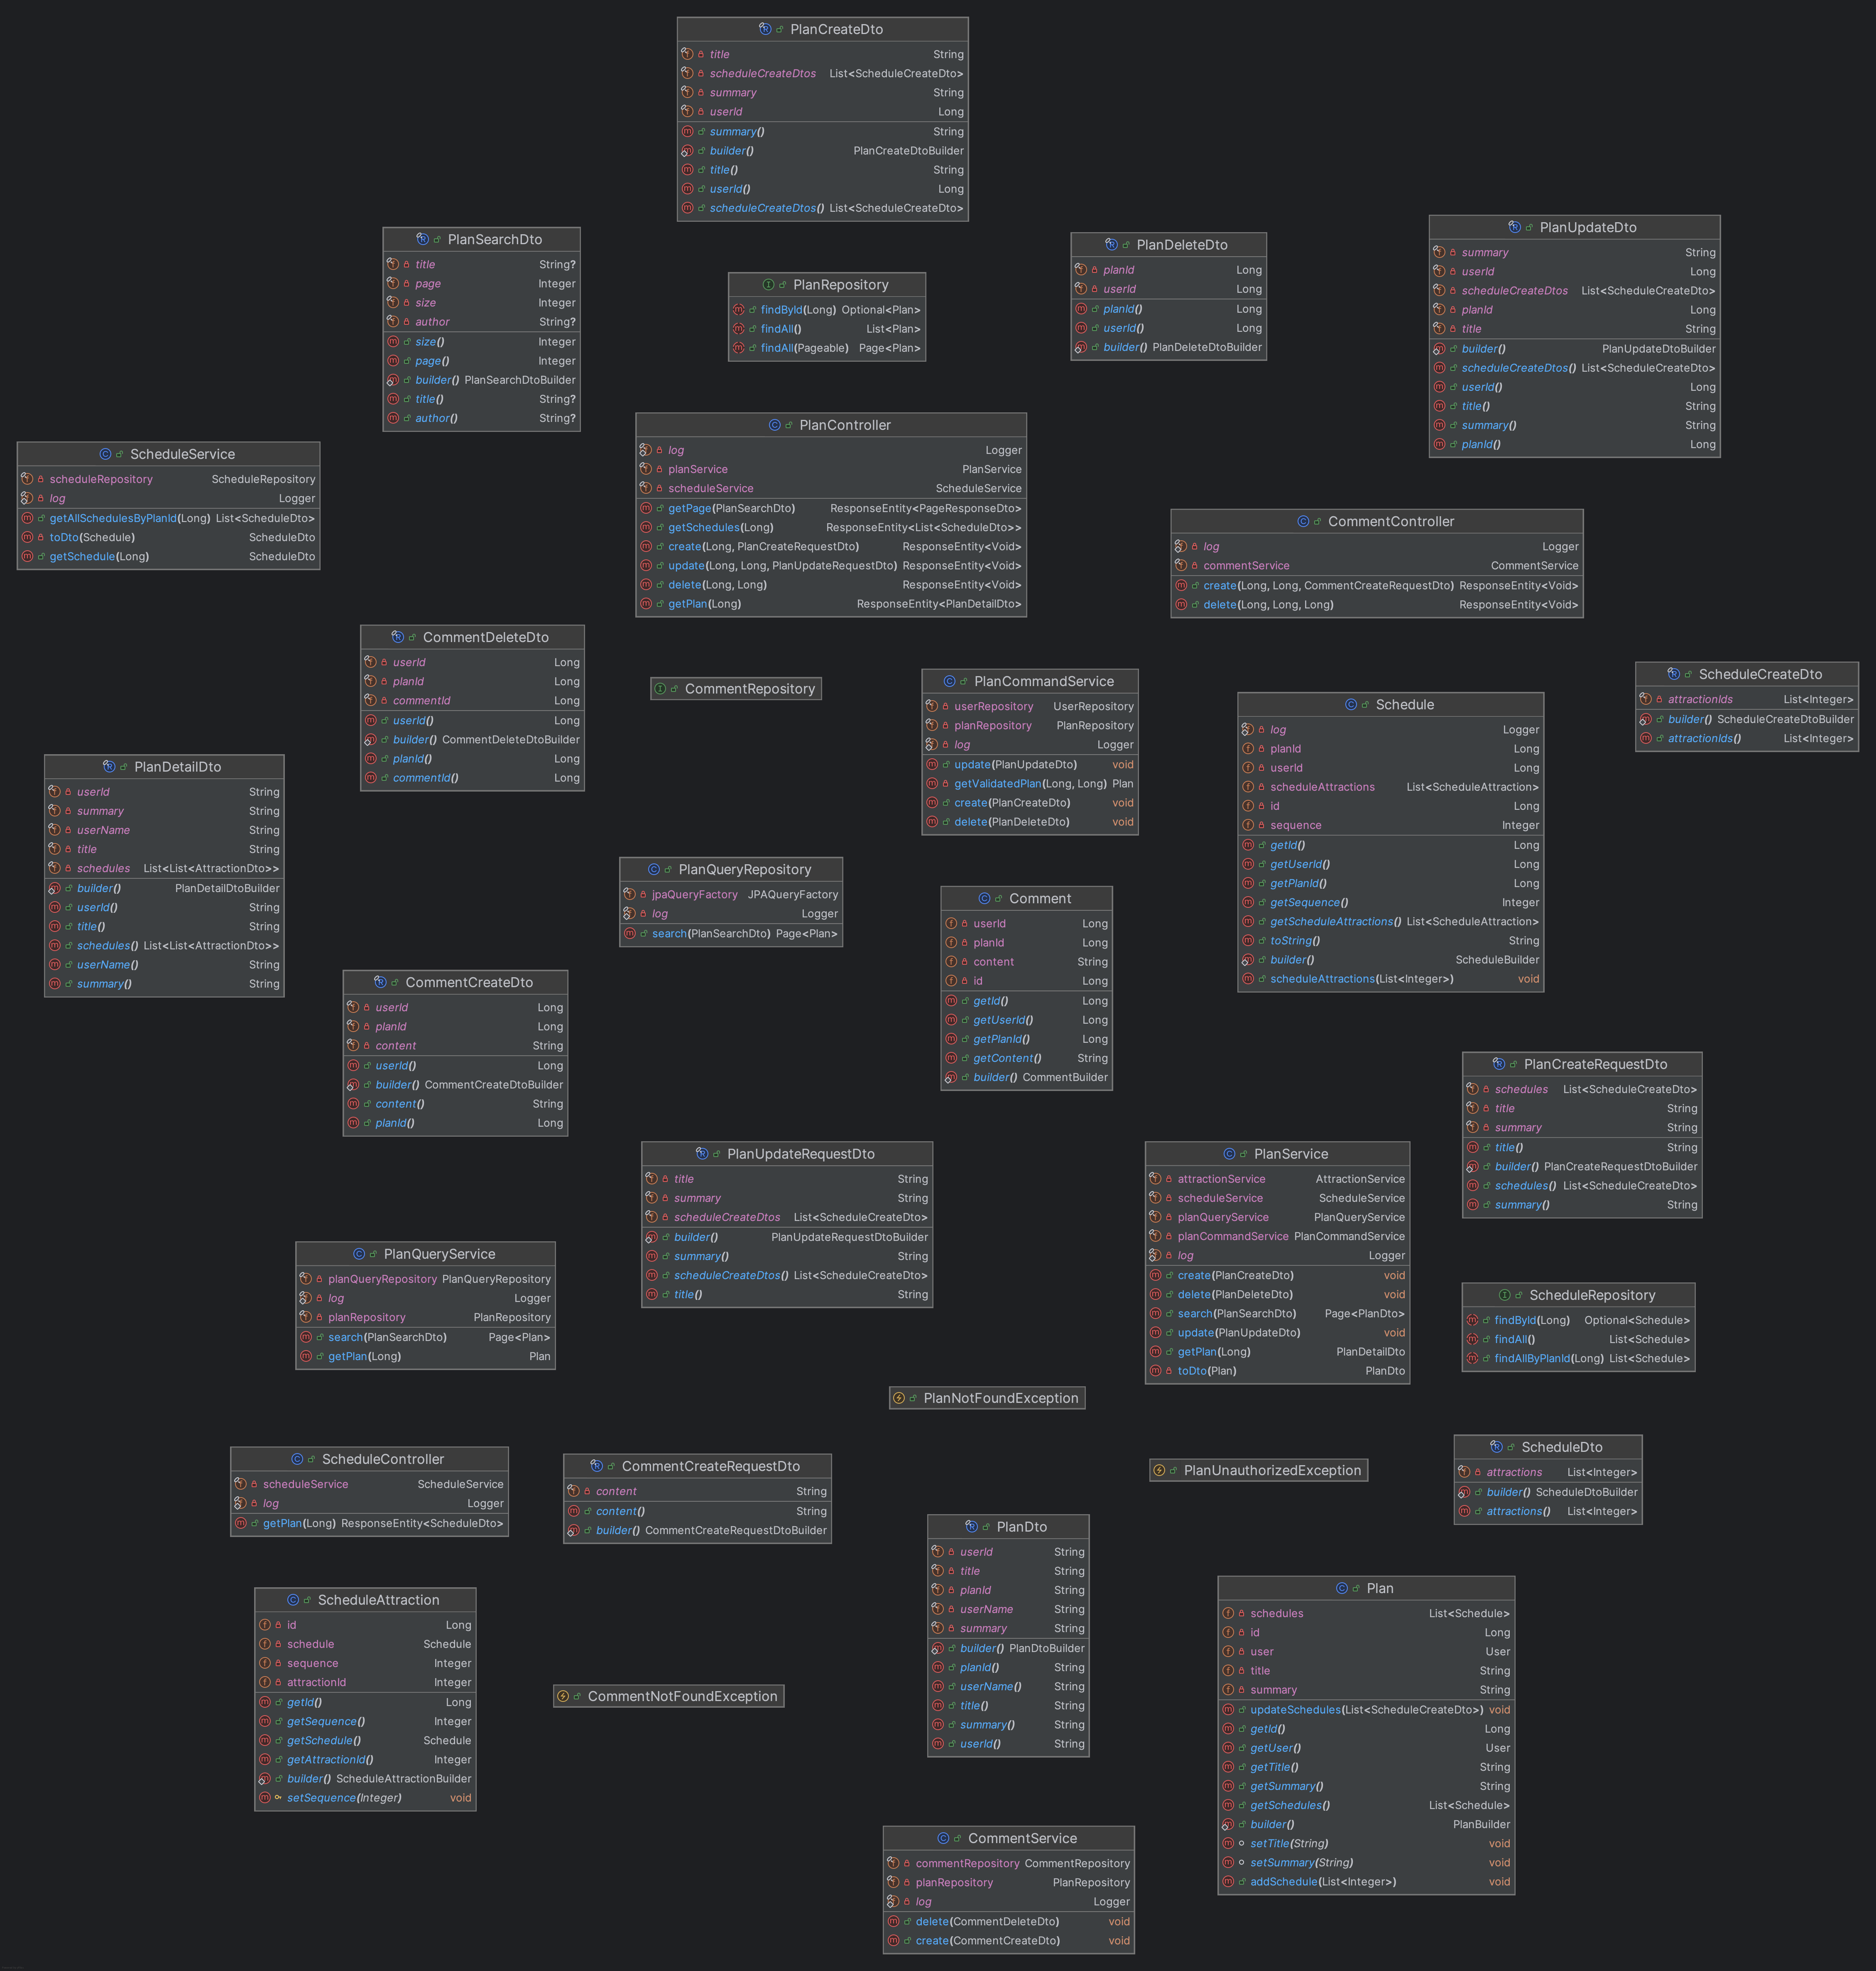 PlanCreateDto
title String
scheduleCreateDtos List<ScheduleCreateDto>
summary String
userId Long
summary() String
builder() PlanCreateDtoBuilder
title() String
userId() Long
scheduleCreateDtos() List<ScheduleCreateDto>
PlanSearchDto
title String?
page Integer
size Integer
author String?
size() Integer
page() Integer
builder() PlanSearchDtoBuilder
title() String?
author() String?
PlanRepository
findById(Long) Optional<Plan>
findAll() List<Plan>
findAll(Pageable) Page<Plan>
PlanDeleteDto
planId Long
userId Long
planId() Long
userId() Long
builder() PlanDeleteDtoBuilder
PlanUpdateDto
summary String
userId Long
scheduleCreateDtos List<ScheduleCreateDto>
planId Long
title String
builder() PlanUpdateDtoBuilder
scheduleCreateDtos() List<ScheduleCreateDto>
userId() Long
title() String
summary() String
planId() Long
ScheduleService
scheduleRepository ScheduleRepository
log Logger
getAllSchedulesByPlanId(Long) List<ScheduleDto>
toDto(Schedule) ScheduleDto
getSchedule(Long) ScheduleDto
PlanController
log Logger
planService PlanService
scheduleService ScheduleService
getPage(PlanSearchDto) ResponseEntity<PageResponseDto>
getSchedules(Long) ResponseEntity<List<ScheduleDto>>
create(Long, PlanCreateRequestDto) ResponseEntity<Void>
update(Long, Long, PlanUpdateRequestDto) ResponseEntity<Void>
delete(Long, Long) ResponseEntity<Void>
getPlan(Long) ResponseEntity<PlanDetailDto>
CommentController
log Logger
commentService CommentService
create(Long, Long, CommentCreateRequestDto) ResponseEntity<Void>
delete(Long, Long, Long) ResponseEntity<Void>
CommentDeleteDto
userId Long
planId Long
commentId Long
userId() Long
builder() CommentDeleteDtoBuilder
planId() Long
commentId() Long
CommentRepository
PlanCommandService
userRepository UserRepository
planRepository PlanRepository
log Logger
update(PlanUpdateDto) void
getValidatedPlan(Long, Long) Plan
create(PlanCreateDto) void
delete(PlanDeleteDto) void
Schedule
log Logger
planId Long
userId Long
scheduleAttractions List<ScheduleAttraction>
id Long
sequence Integer
getId() Long
getUserId() Long
getPlanId() Long
getSequence() Integer
getScheduleAttractions() List<ScheduleAttraction>
toString() String
builder() ScheduleBuilder
scheduleAttractions(List<Integer>) void
ScheduleCreateDto
attractionIds List<Integer>
builder() ScheduleCreateDtoBuilder
attractionIds() List<Integer>
PlanDetailDto
userId String
summary String
userName String
title String
schedules List<List<AttractionDto>>
builder() PlanDetailDtoBuilder
userId() String
title() String
schedules() List<List<AttractionDto>>
userName() String
summary() String
PlanQueryRepository
jpaQueryFactory JPAQueryFactory
log Logger
search(PlanSearchDto) Page<Plan>
Comment
userId Long
planId Long
content String
id Long
getId() Long
getUserId() Long
getPlanId() Long
getContent() String
builder() CommentBuilder
CommentCreateDto
userId Long
planId Long
content String
userId() Long
builder() CommentCreateDtoBuilder
content() String
planId() Long
PlanCreateRequestDto
schedules List<ScheduleCreateDto>
title String
summary String
title() String
builder() PlanCreateRequestDtoBuilder
schedules() List<ScheduleCreateDto>
summary() String
PlanUpdateRequestDto
title String
summary String
scheduleCreateDtos List<ScheduleCreateDto>
builder() PlanUpdateRequestDtoBuilder
summary() String
scheduleCreateDtos() List<ScheduleCreateDto>
title() String
PlanService
attractionService AttractionService
scheduleService ScheduleService
planQueryService PlanQueryService
planCommandService PlanCommandService
log Logger
create(PlanCreateDto) void
delete(PlanDeleteDto) void
search(PlanSearchDto) Page<PlanDto>
update(PlanUpdateDto) void
getPlan(Long) PlanDetailDto
toDto(Plan) PlanDto
PlanQueryService
planQueryRepository PlanQueryRepository
log Logger
planRepository PlanRepository
search(PlanSearchDto) Page<Plan>
getPlan(Long) Plan
ScheduleRepository
findById(Long) Optional<Schedule>
findAll() List<Schedule>
findAllByPlanId(Long) List<Schedule>
PlanNotFoundException
ScheduleController
scheduleService ScheduleService
log Logger
getPlan(Long) ResponseEntity<ScheduleDto>
CommentCreateRequestDto
content String
content() String
builder() CommentCreateRequestDtoBuilder
PlanUnauthorizedException
ScheduleDto
attractions List<Integer>
builder() ScheduleDtoBuilder
attractions() List<Integer>
PlanDto
userId String
title String
planId String
userName String
summary String
builder() PlanDtoBuilder
planId() String
userName() String
title() String
summary() String
userId() String
ScheduleAttraction
id Long
schedule Schedule
sequence Integer
attractionId Integer
getId() Long
getSequence() Integer
getSchedule() Schedule
getAttractionId() Integer
builder() ScheduleAttractionBuilder
setSequence(Integer) void
CommentNotFoundException
Plan
schedules List<Schedule>
id Long
user User
title String
summary String
updateSchedules(List<ScheduleCreateDto>) void
getId() Long
getUser() User
getTitle() String
getSummary() String
getSchedules() List<Schedule>
builder() PlanBuilder
setTitle(String) void
setSummary(String) void
addSchedule(List<Integer>) void
CommentService
commentRepository CommentRepository
planRepository PlanRepository
log Logger
delete(CommentDeleteDto) void
create(CommentCreateDto) void